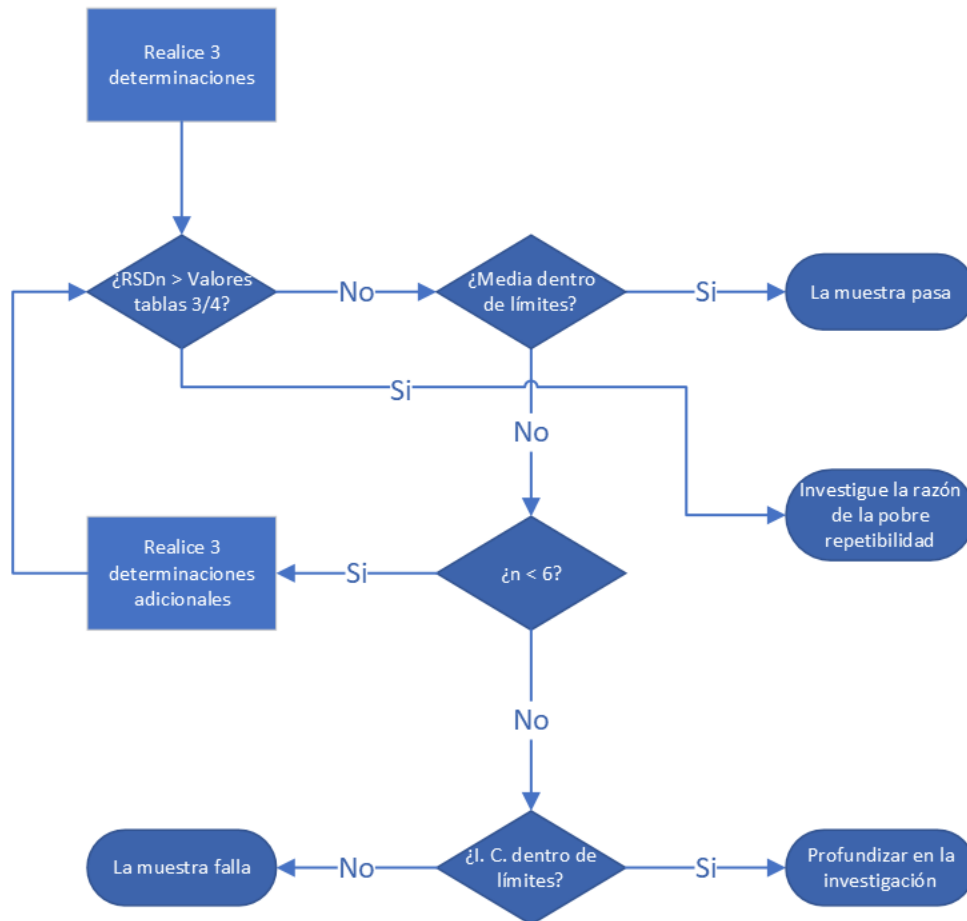 Realice 3
determinaciones
¿RSDn > Valores
tablas 3/4?
No
¿Media dentro
de límites?
Si
La muestra pasa
Si
No
Investigue la razón
de la pobre
repetibilidad
Realice 3
determinaciones
adicionales
Si
¿n < 6?
No
La muestra falla
No
¿I. C. dentro de
límites?
Si
Profundizar en la
investigación